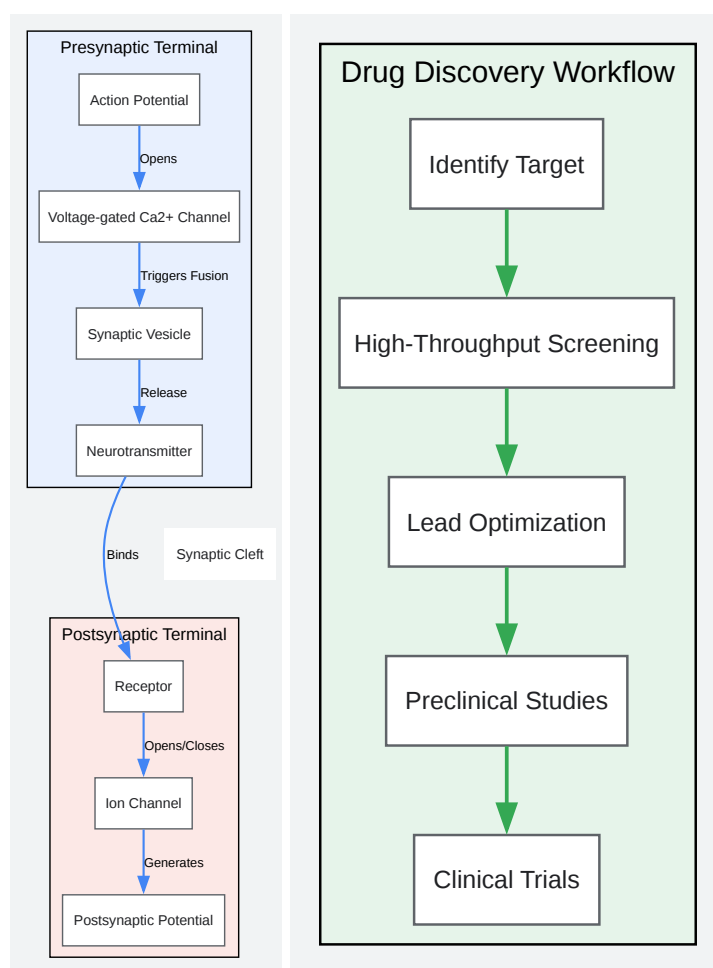 Presynaptic Terminal
Action Potential
Opens
Voltage-gated Ca2+ Channel
Triggers Fusion
Synaptic Vesicle
Release
Neurotransmitter
Binds
Synaptic Cleft
Postsynaptic Terminal
Receptor
Opens/Closes
Ion Channel
Generates
Postsynaptic Potential
Drug Discovery Workflow
Identify Target
High-Throughput Screening
Lead Optimization
Preclinical Studies
Clinical Trials